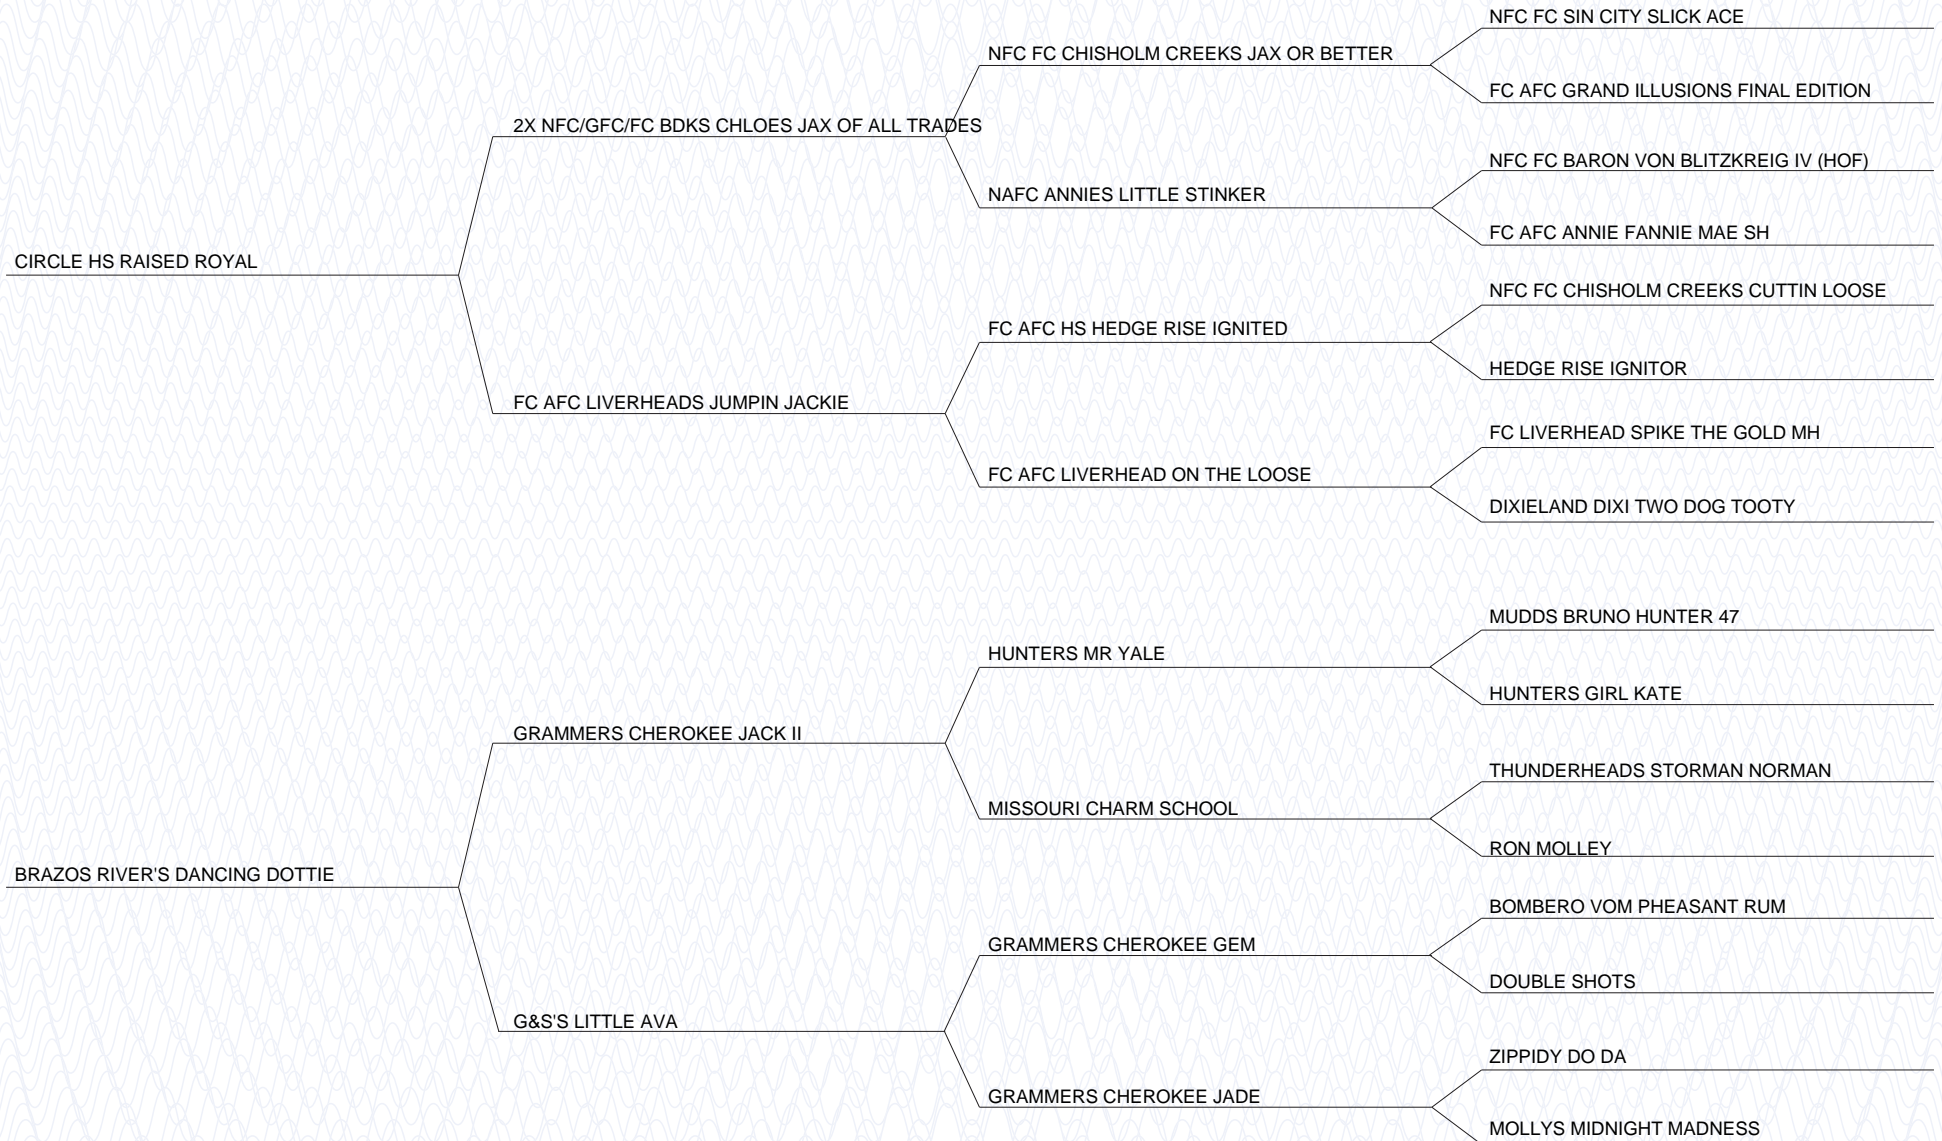 NFC FC SIN CITY SLICK ACE
NFC FC CHISHOLM CREEKS JAX OR BETTER
FC AFC GRAND ILLUSIONS FINAL EDITION
2X NFC/GFC/FC BDKS CHLOES JAX OF ALL TRADES
NFC FC BARON VON BLITZKREIG IV (HOF)
NAFC ANNIES LITTLE STINKER
FC AFC ANNIE FANNIE MAE SH
CIRCLE HS RAISED ROYAL
NFC FC CHISHOLM CREEKS CUTTIN LOOSE
FC AFC HS HEDGE RISE IGNITED
HEDGE RISE IGNITOR
FC AFC LIVERHEADS JUMPIN JACKIE
FC LIVERHEAD SPIKE THE GOLD MH
FC AFC LIVERHEAD ON THE LOOSE
DIXIELAND DIXI TWO DOG TOOTY
MUDDS BRUNO HUNTER 47
HUNTERS MR YALE
HUNTERS GIRL KATE
GRAMMERS CHEROKEE JACK II
THUNDERHEADS STORMAN NORMAN
MISSOURI CHARM SCHOOL
RON MOLLEY
BRAZOS RIVER'S DANCING DOTTIE
BOMBERO VOM PHEASANT RUM
GRAMMERS CHEROKEE GEM
DOUBLE SHOTS
G&S'S LITTLE AVA
ZIPPIDY DO DA
GRAMMERS CHEROKEE JADE
MOLLYS MIDNIGHT MADNESS